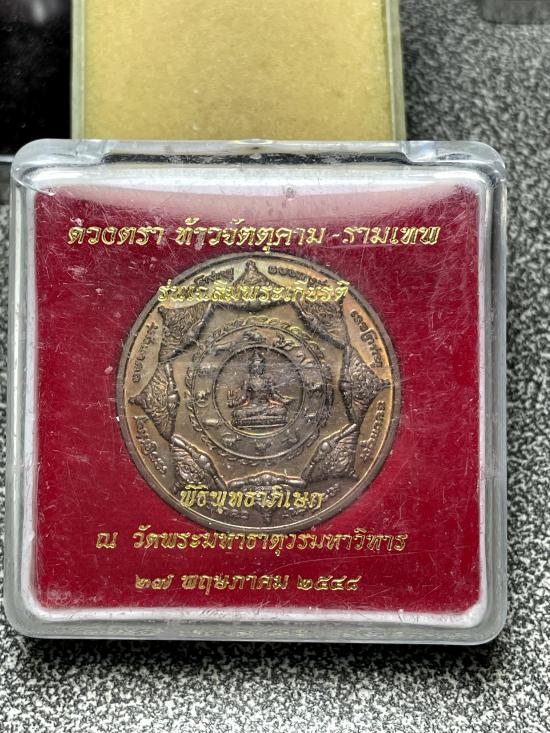 ดวงตรา ท้าวจัตตุคาม-รามเทพ
รุ่นเฉลิมพระเกียรติ
พิธีพุทธาภิเษก
ณ วัดพระมหาธาตุวรมหาวิหาร
๒๗ พฤษภาคม ๒๕๔๘